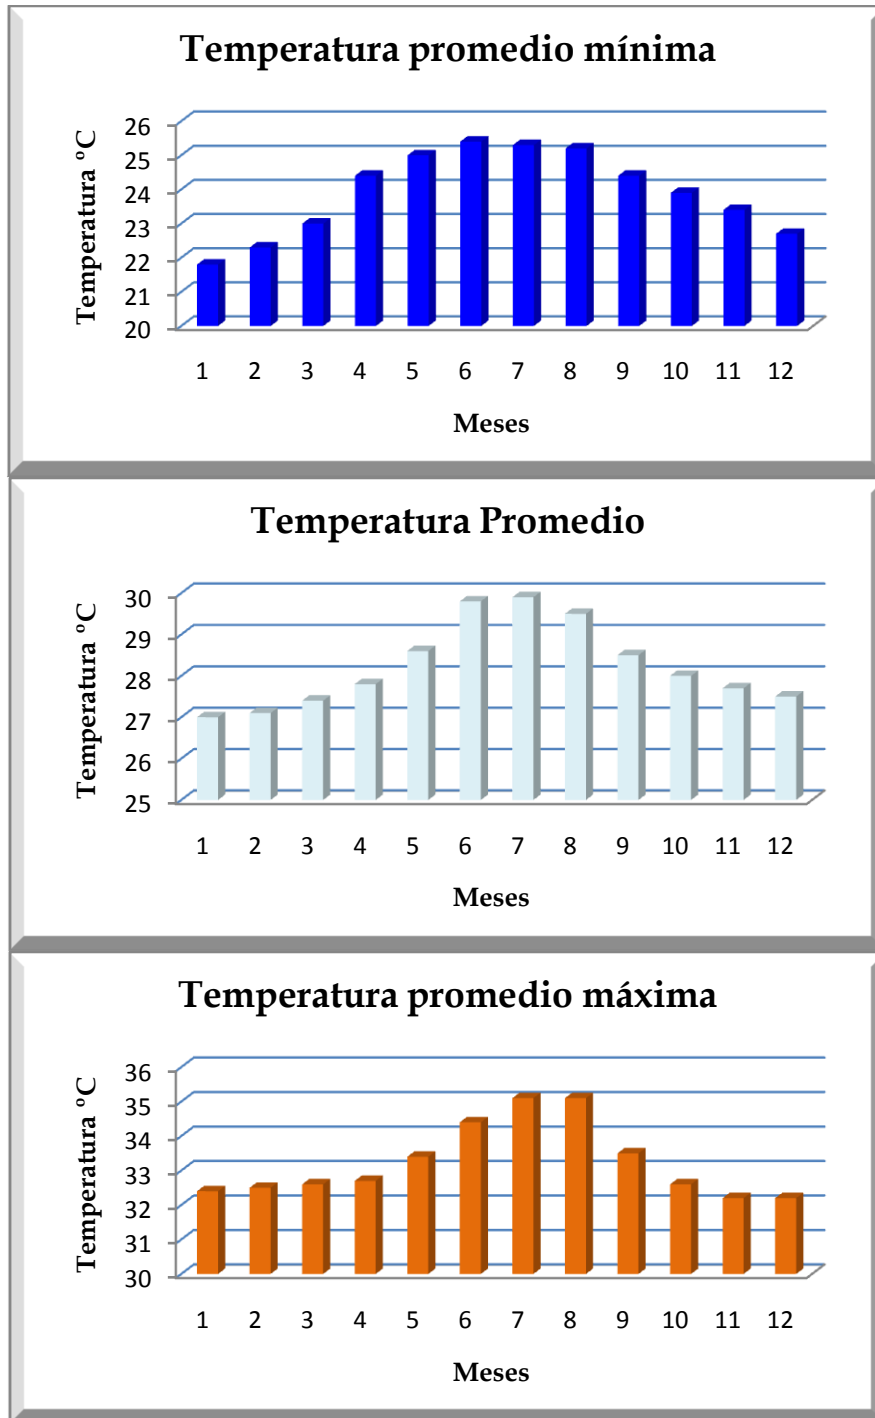 Temperatura promedio mínima
Temperatura ºC
26
25
24
23
22
21
20
1 2 3 4 5 6 7 8 9 10 11 12
Meses
Temperatura Promedio
Temperatura ºC
30
29
28
27
26
25
1 2 3 4 5 6 7 8 9 10 11 12
Meses
Temperatura promedio máxima
Temperatura ºC
36
35
34
33
32
31
30
1 2 3 4 5 6 7 8 9 10 11 12
Meses